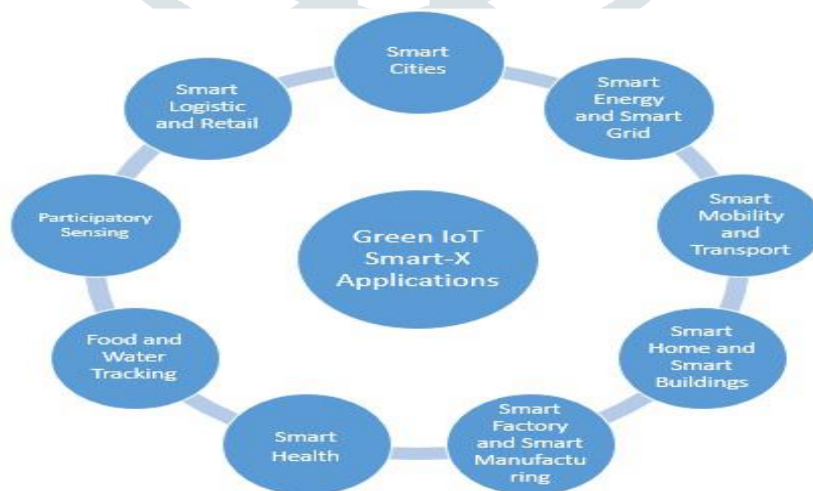 Smart
Cities
Smart
Energy
and Smart
Grid
Smart
Mobility
and
Transport
Smart
Home and
Smart
Buildings
Smart
Factory
and Smart
Manufactu
ring
Smart
Health
Food and
Water
Tracking
Participatory
Sensing
Smart
Logistic
and Retail
Green IoT
Smart-X
Applications